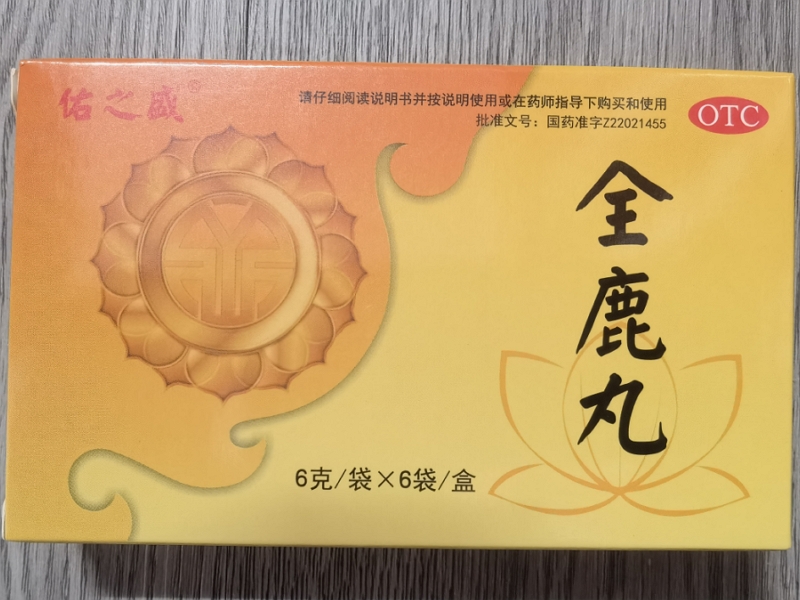 佑之盛®
请仔细阅读说明书并按说明使用或在药师指导下购买和使用
批准文号：国药准字Z22021455
OTC
全鹿丸
6克/袋×6袋/盒